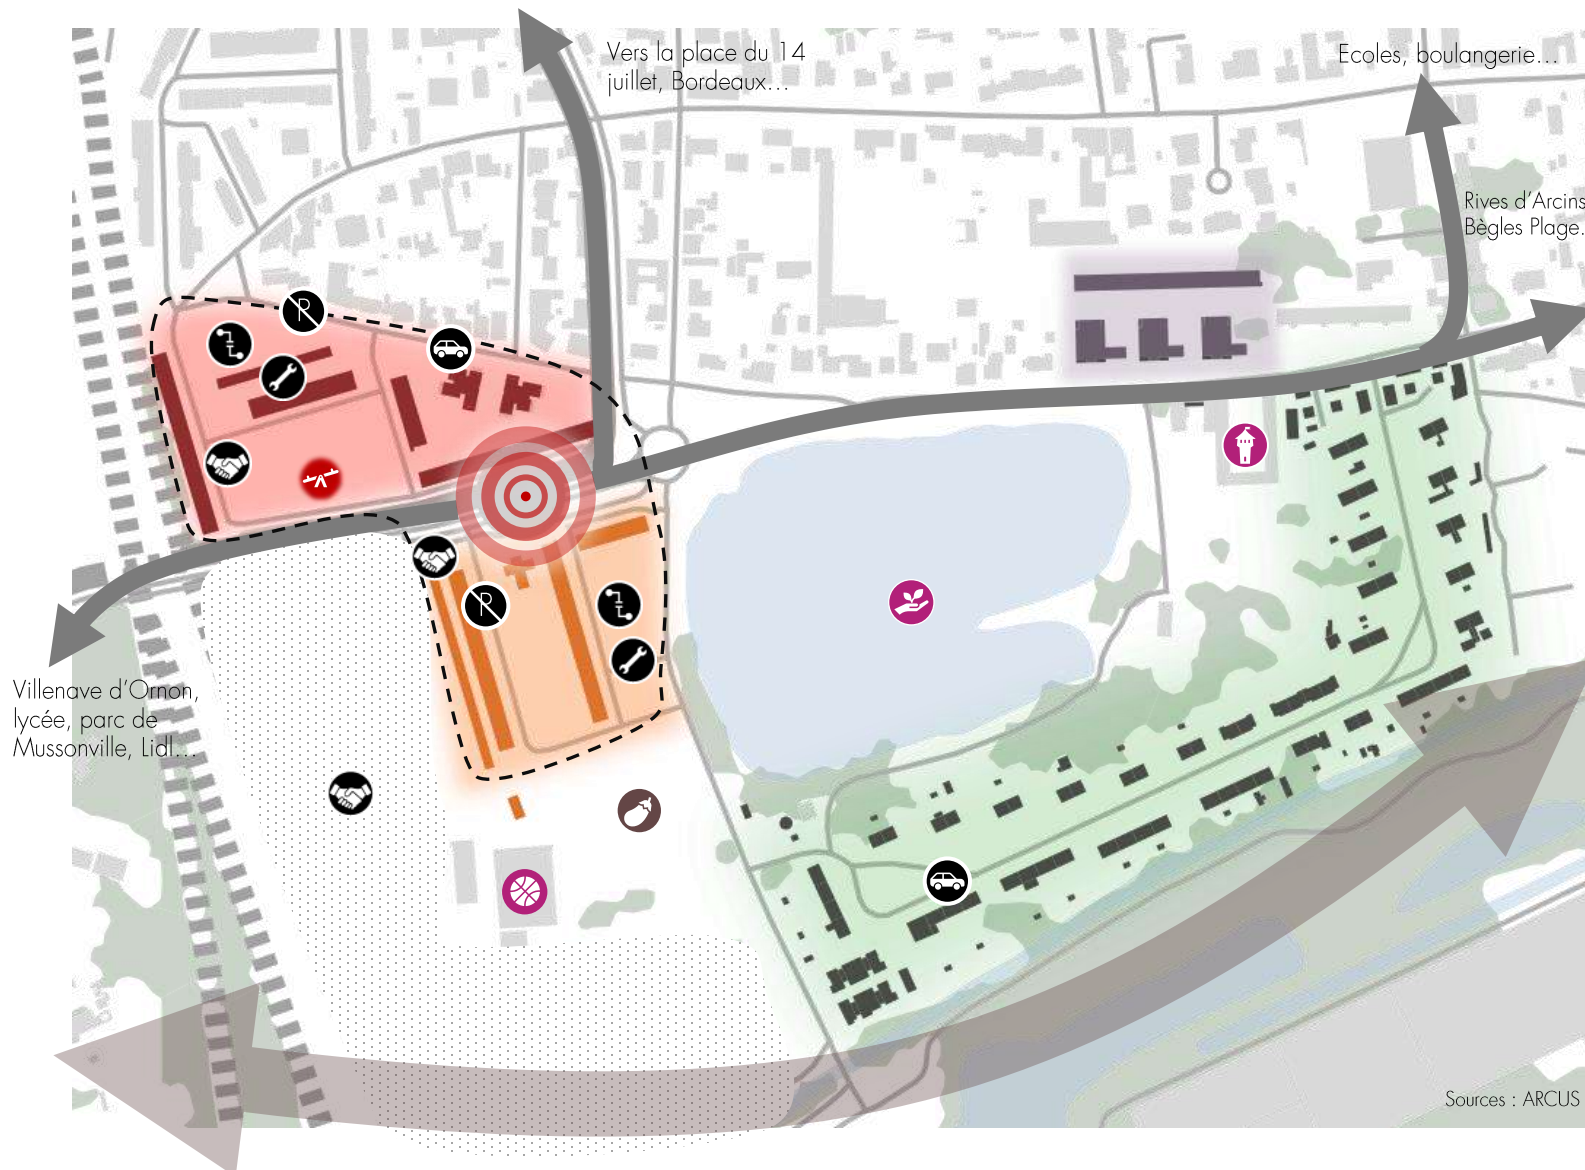 Vers la place du 14
juillet, Bordeaux...
Ecoles, boulangerie...
Rives d'Arcins
Bègles Plage.
Villenave d'Ornon,
lycée, parc de
Mussonville, Lidl...
Sources : ARCUS